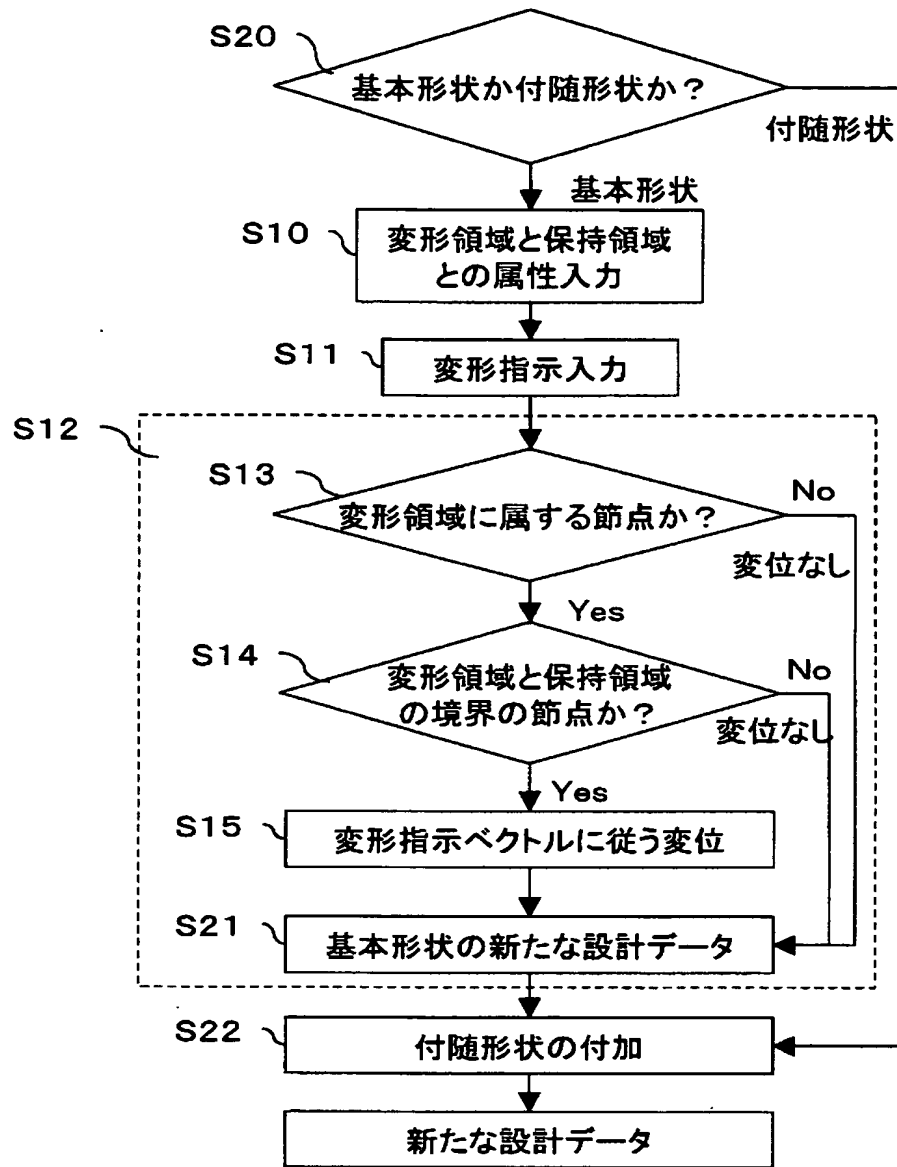 S20
基本形状か付随形状か？
付随形状
基本形状
S10
変形領域と保持領域
との属性入力
S11
変形指示入力
S12
S13
変形領域に属する節点か？
No
変位なし
Yes
S14
変形領域と保持領域
の境界の節点か？
No
変位なし
Yes
S15
変形指示ベクトルに従う変位
S21
基本形状の新たな設計データ
S22
付随形状の付加
新たな設計データ